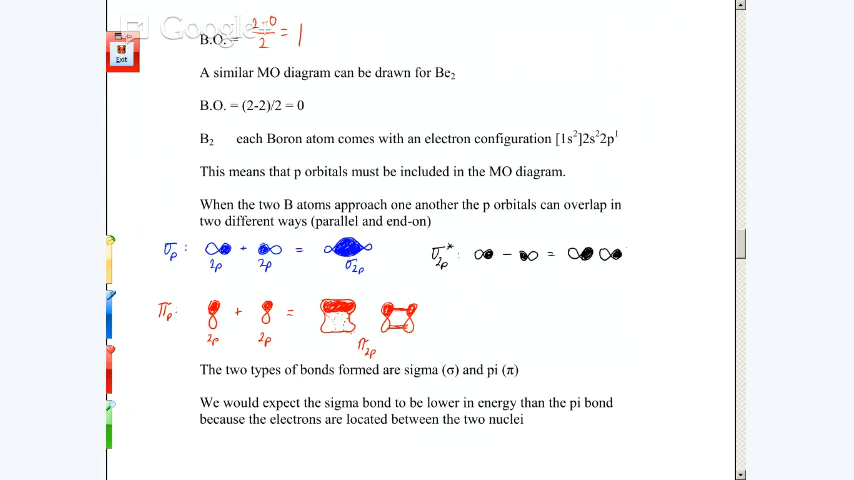 Google+
B.O. = 2-0/2 = 1
Exit
A similar MO diagram can be drawn for Be₂
B.O. = (2-2)/2 = 0
B₂ each Boron atom comes with an electron configuration [1s²]2s²2p¹
This means that p orbitals must be included in the MO diagram.
When the two B atoms approach one another the p orbitals can overlap in
two different ways (parallel and end-on)
σp : + = σ*2p : - =
2p 2p σ2p
πp : + =
2p 2p π2p
The two types of bonds formed are sigma (σ) and pi (π)
We would expect the sigma bond to be lower in energy than the pi bond
because the electrons are located between the two nuclei